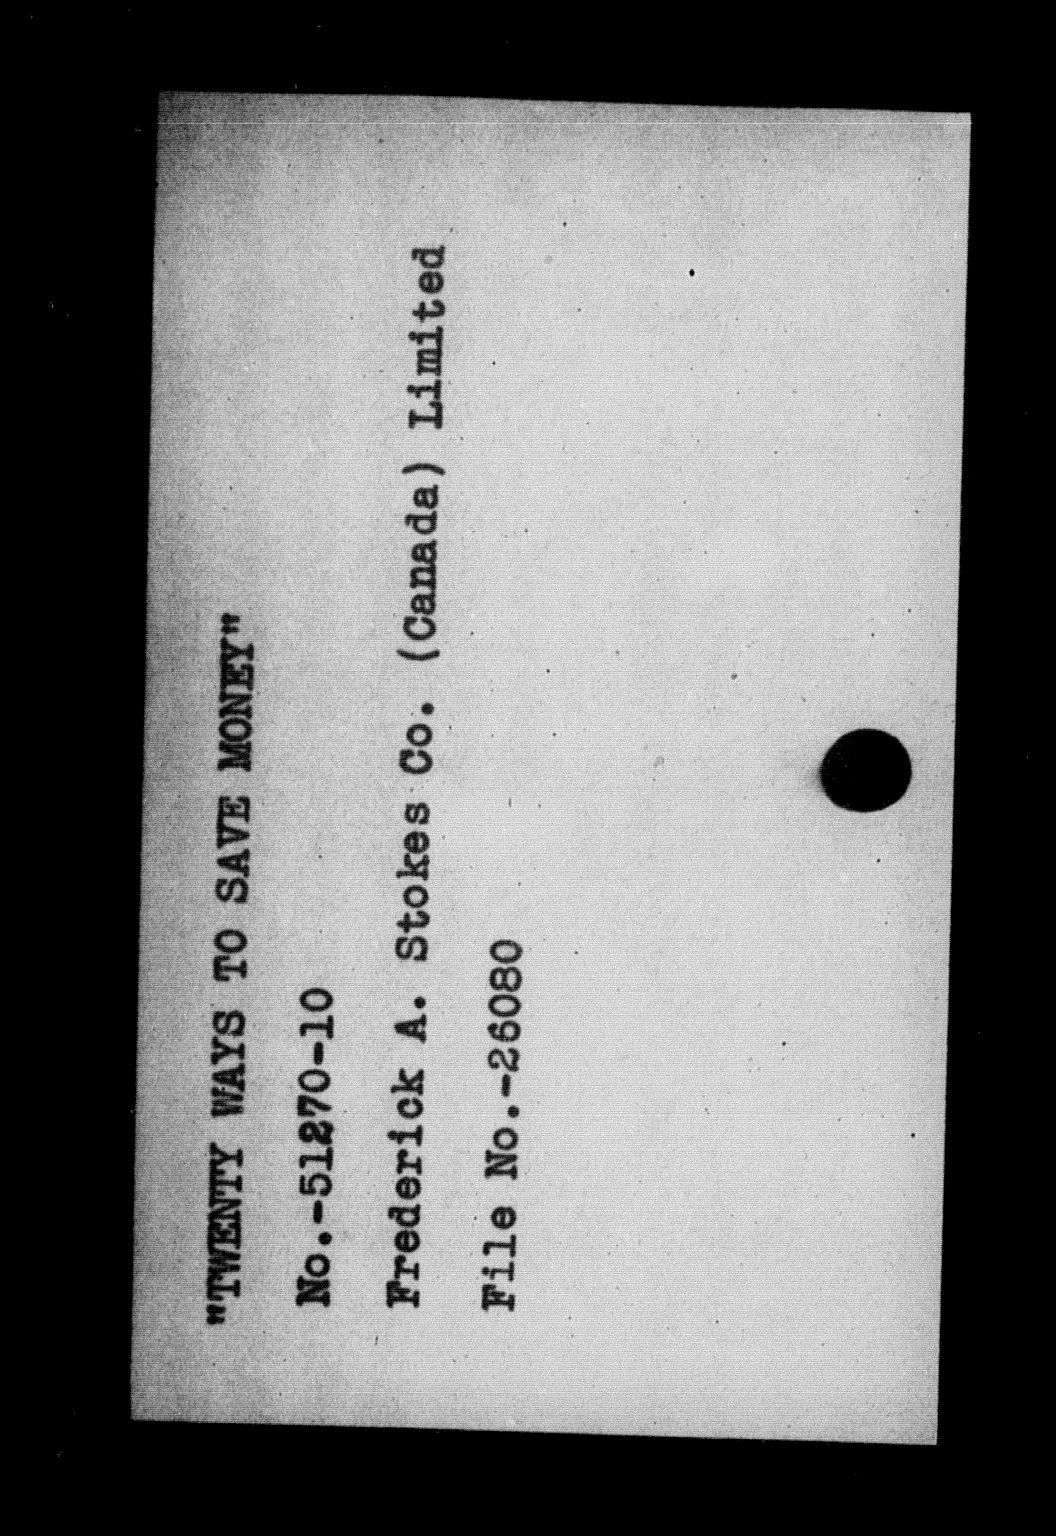 "TWENTY WAYS TO SAVE MONEY"
No.-51270-10
Frederick A. Stokes Co. (Canada) Limited
File No.-26080